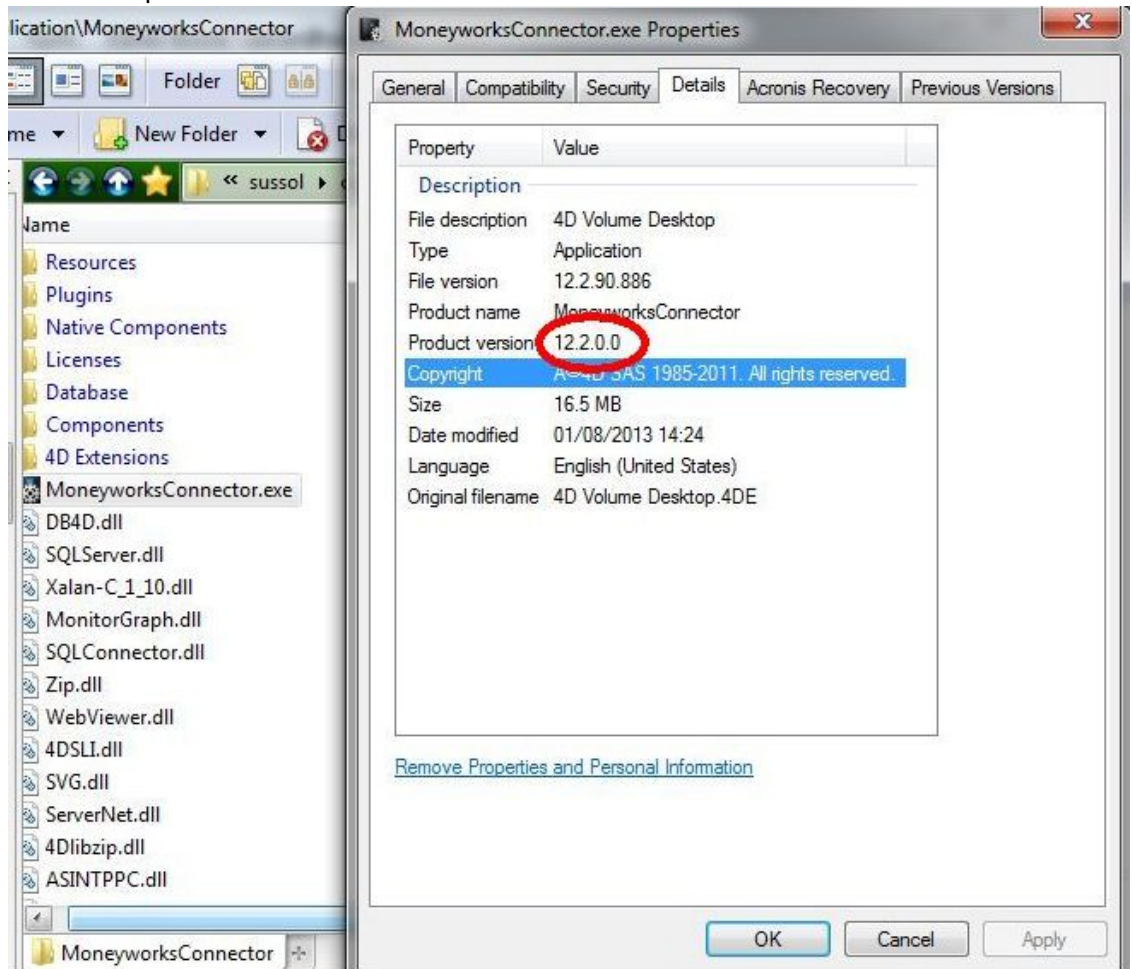 lication\MoneyworksConnector
Folder
me
New Folder
sussol
Name
Resources
Plugins
Native Components
Licenses
Database
Components
4D Extensions
MoneyworksConnector.exe
DB4D.dll
SQLServer.dll
Xalan-C_1_10.dll
MonitorGraph.dll
SQLConnector.dll
Zip.dll
WebViewer.dll
4DSLI.dll
SVG.dll
ServerNet.dll
4Dlibzip.dll
ASINTPPC.dll
MoneyworksConnector
MoneyworksConnector.exe Properties
General Compatibility Security Details Acronis Recovery Previous Versions
Property Value
Description
File description 4D Volume Desktop
Type Application
File version 12.2.90.886
Product name MoneyworksConnector
Product version 12.2.0.0
Copyright 4D SAS 1985-2011. All rights reserved.
Size 16.5 MB
Date modified 01/08/2013 14:24
Language English (United States)
Original filename 4D Volume Desktop.4DE
Remove Properties and Personal Information
OK Cancel Apply